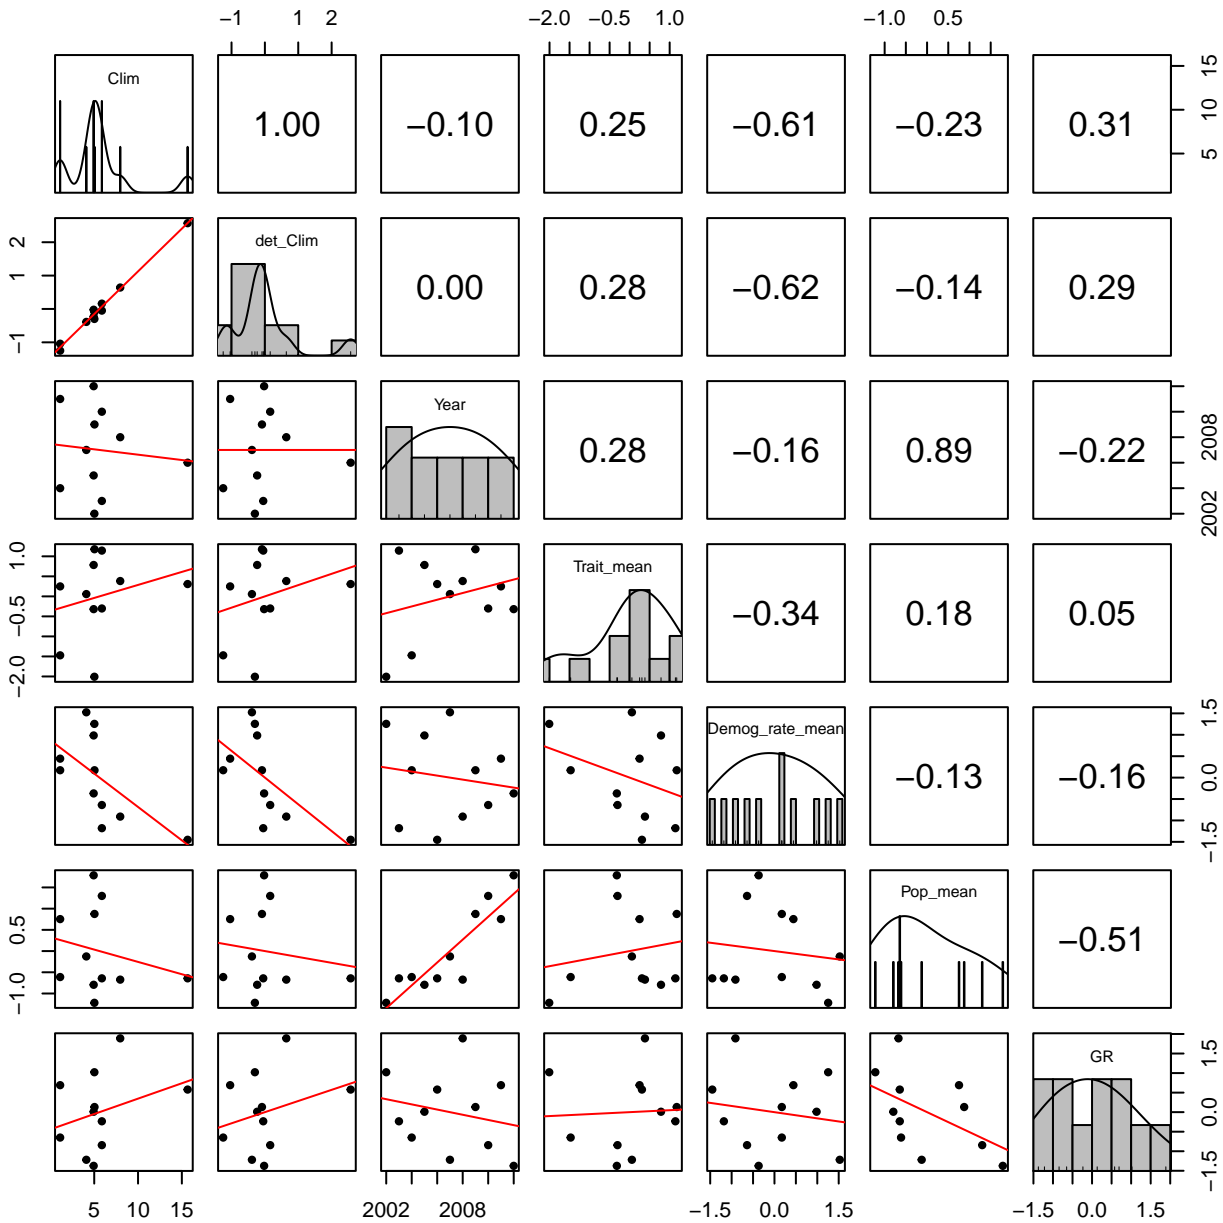 −1 1 2 −2.0 −0.5 1.0 −1.0 0.5
Clim 1.00 −0.10 0.25 −0.61 −0.23 0.31 5 10 15
−1 1 2 det_Clim 0.00 0.28 −0.62 −0.14 0.29
Year 0.28 −0.16 0.89 −0.22 2002 2008
−2.0 −0.5 1.0 Trait_mean −0.34 0.18 0.05
Demog_rate_mean −0.13 −0.16 −1.5 0.0 1.5
−1.0 0.5 Pop_mean −0.51
GR −1.5 0.0 1.5
5 10 15 2002 2008 −1.5 0.0 1.5 −1.5 0.0 1.5